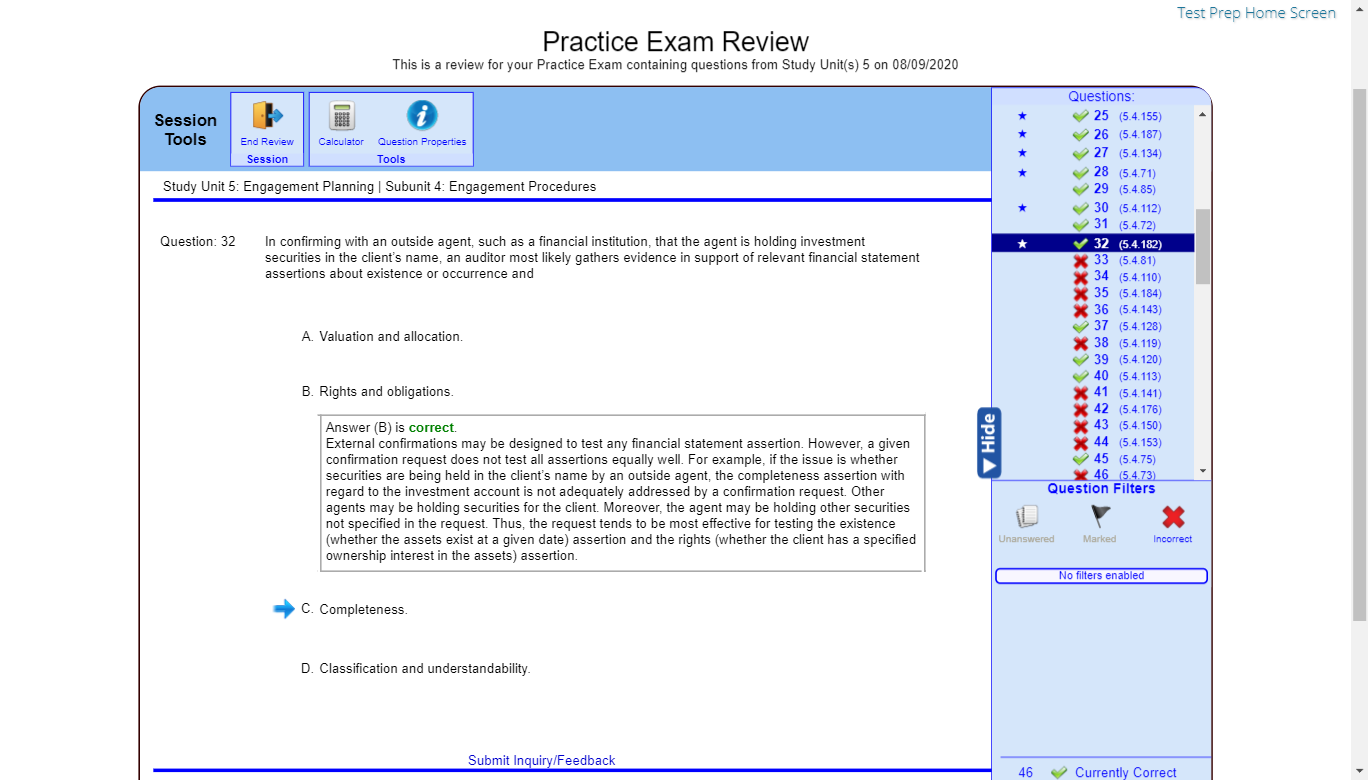 Test Prep Home Screen
Practice Exam Review
This is a review for your Practice Exam containing questions from Study Unit(s) 5 on 08/09/2020
Session
Tools
End Review
Session
Calculator
Question Properties
Tools
Study Unit 5: Engagement Planning | Subunit 4: Engagement Procedures
Question: 32
In confirming with an outside agent, such as a financial institution, that the agent is holding investment
securities in the client's name, an auditor most likely gathers evidence in support of relevant financial statement
assertions about existence or occurrence and
A. Valuation and allocation.
B. Rights and obligations.
Answer (B) is correct.
External confirmations may be designed to test any financial statement assertion. However, a given
confirmation request does not test all assertions equally well. For example, if the issue is whether
securities are being held in the client's name by an outside agent, the completeness assertion with
regard to the investment account is not adequately addressed by a confirmation request. Other
agents may be holding securities for the client. Moreover, the agent may be holding other securities
not specified in the request. Thus, the request tends to be most effective for testing the existence
(whether the assets exist at a given date) assertion and the rights (whether the client has a specified
ownership interest in the assets) assertion.
C. Completeness.
D. Classification and understandability.
Submit Inquiry/Feedback
Questions:
25 (5.4.155)
26 (5.4.187)
27 (5.4.134)
28 (5.4.71)
29 (5.4.85)
30 (5.4.112)
31 (5.4.72)
32 (5.4.182)
33 (5.4.81)
34 (5.4.110)
35 (5.4.184)
36 (5.4.143)
37 (5.4.128)
38 (5.4.119)
39 (5.4.120)
40 (5.4.113)
41 (5.4.141)
42 (5.4.176)
43 (5.4.150)
44 (5.4.153)
45 (5.4.75)
46 (5.4.73)
Hide
Question Filters
Unanswered
Marked
Incorrect
No filters enabled
46 Currently Correct